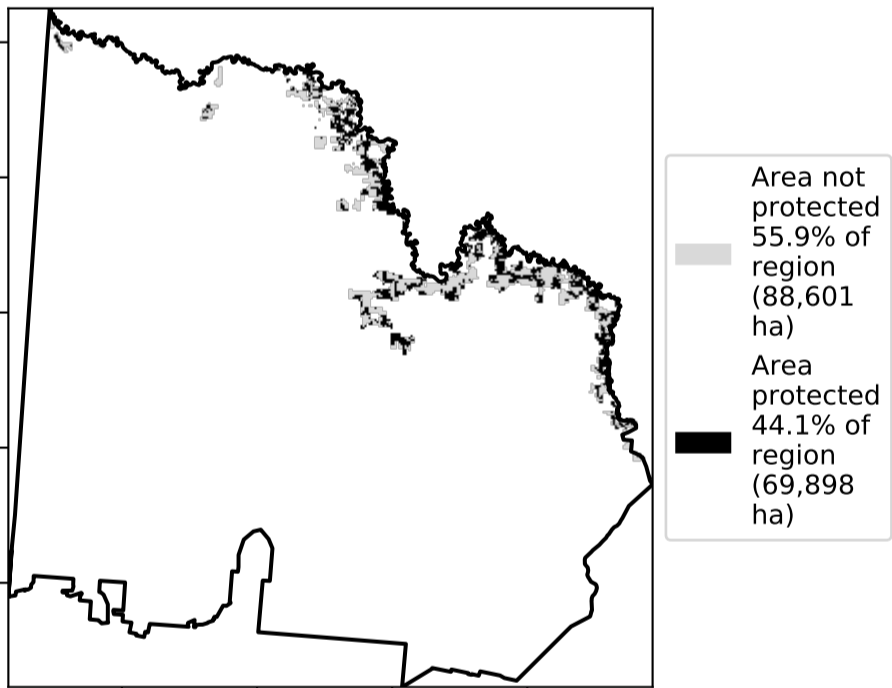 Area not
protected
55.9% of
region
(88,601
ha)
Area
protected
44.1% of
region
(69,898
ha)